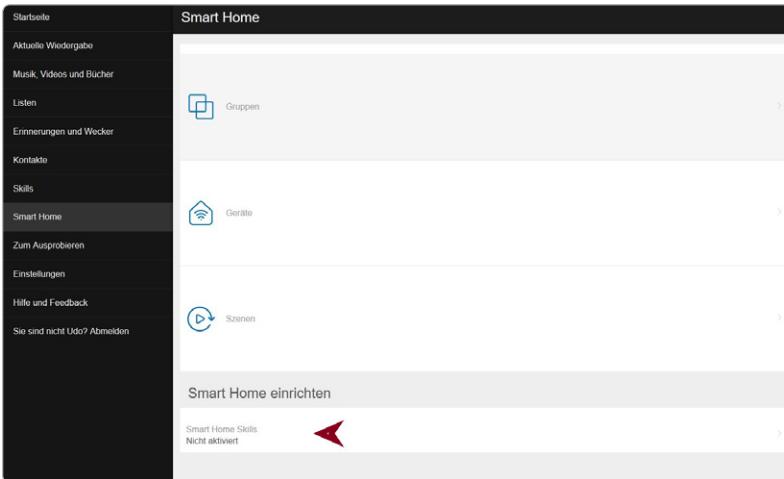 Startseite
Aktuelle Wiedergabe
Musik, Videos und Bücher
Listen
Erinnerungen und Wecker
Kontakte
Skills
Smart Home
Zum Ausprobieren
Einstellungen
Hilfe und Feedback
Sie sind nicht Udo? Abmelden
Smart Home
Gruppen
Geräte
Szenen
Smart Home einrichten
Smart Home Skills
Nicht aktiviert